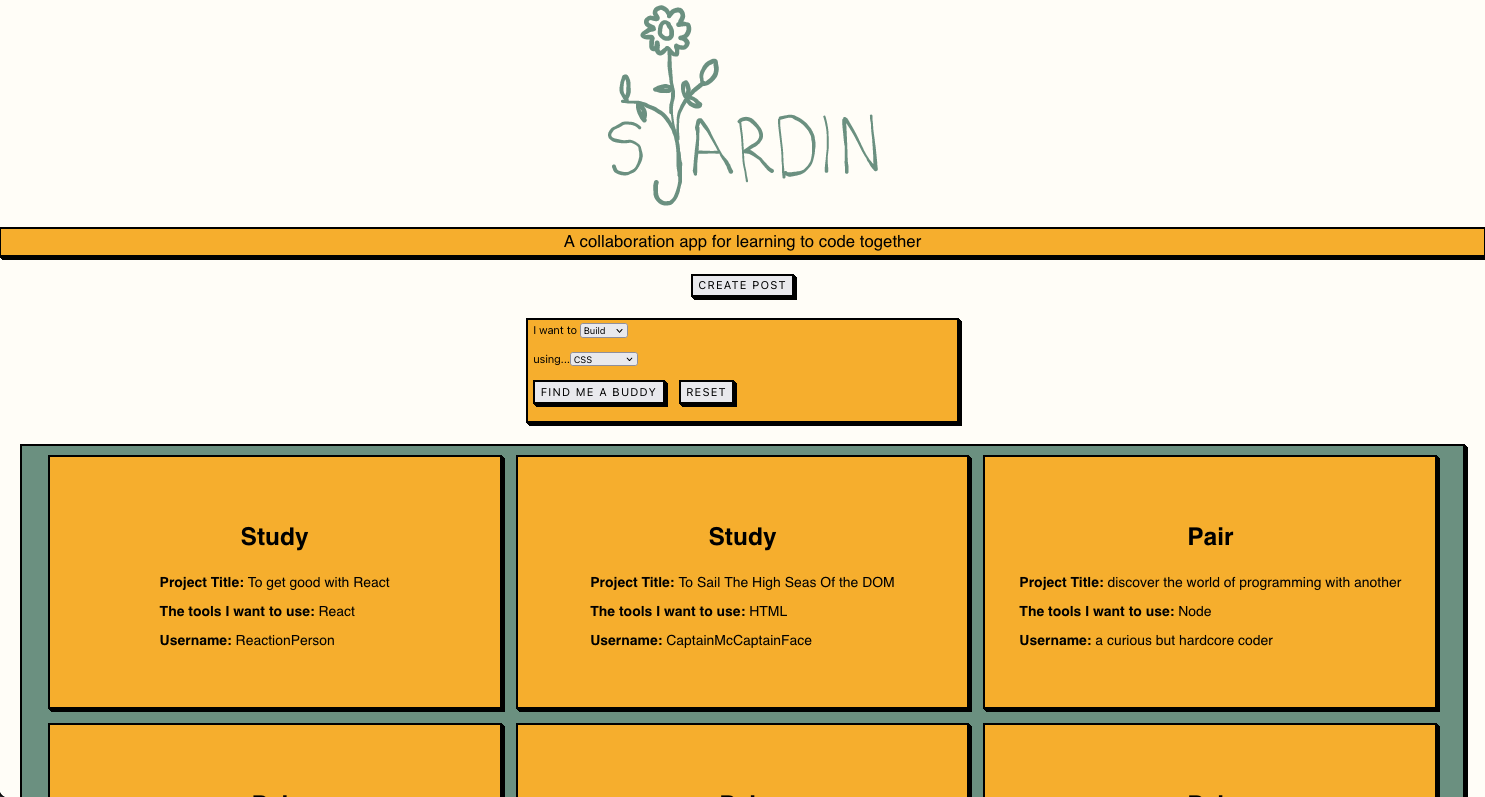 SJARDIN
A collaboration app for learning to code together
CREATE POST
I want to Build
using...CSS
FIND ME A BUDDY RESET
Study
Project Title: To get good with React
The tools I want to use: React
Username: ReactionPerson
Study
Project Title: To Sail The High Seas Of the DOM
The tools I want to use: HTML
Username: CaptainMcCaptainFace
Pair
Project Title: discover the world of programming with another
The tools I want to use: Node
Username: a curious but hardcore coder